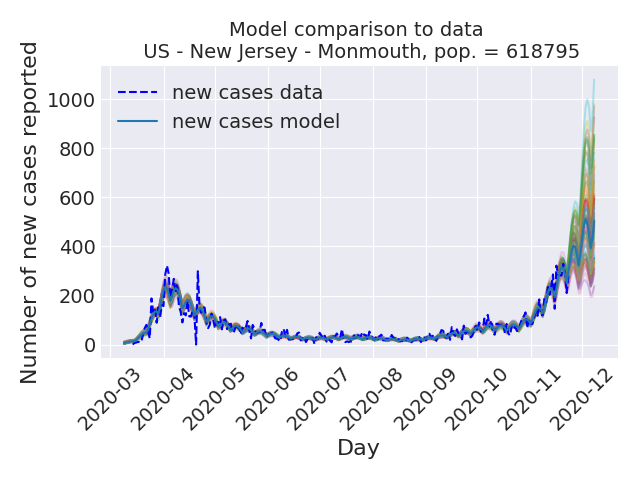 Model comparison to data
US - New Jersey - Monmouth, pop. = 618795
Number of new cases reported
1000
800
600
400
200
0
new cases data
new cases model
2020-03
2020-04
2020-05
2020-06
2020-07
2020-08
2020-09
2020-10
2020-11
2020-12
Day